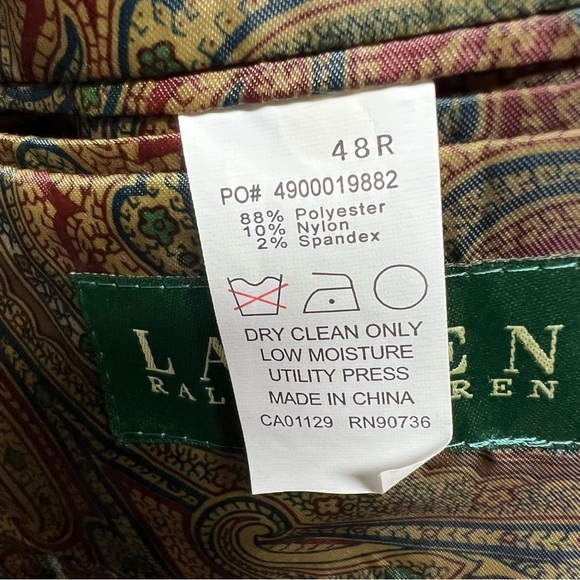 48R
PO# 4900019882
88% Polyester
10% Nylon
2% Spandex
DRY CLEAN ONLY
LOW MOISTURE
UTILITY PRESS
MADE IN CHINA
CA01129 RN90736